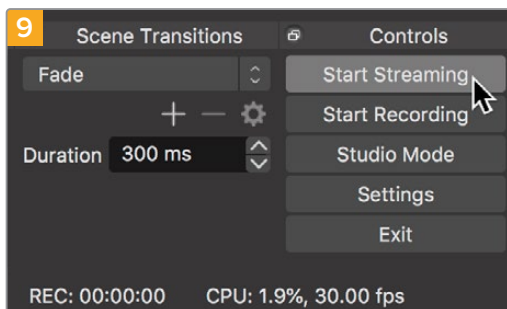 9
Scene Transitions
Controls
Fade
Duration 300 ms
Start Streaming
Start Recording
Studio Mode
Settings
Exit
REC: 00:00:00 CPU: 1.9%, 30.00 fps